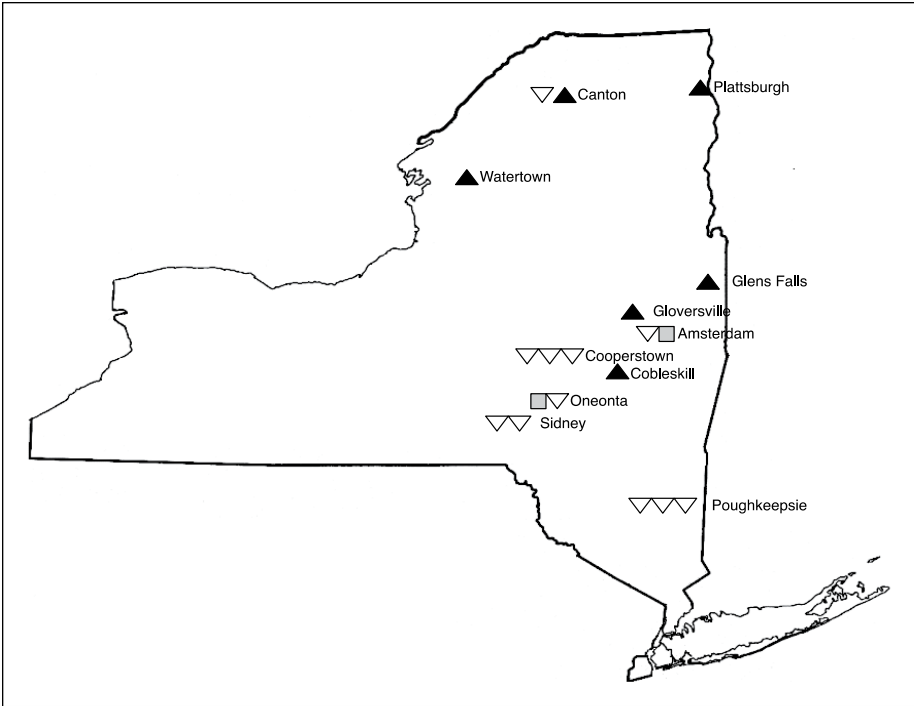 Canton
Plattsburgh
Watertown
Glens Falls
Gloversville
Amsterdam
Cooperstown
Cobleskill
Oneonta
Sidney
Poughkeepsie